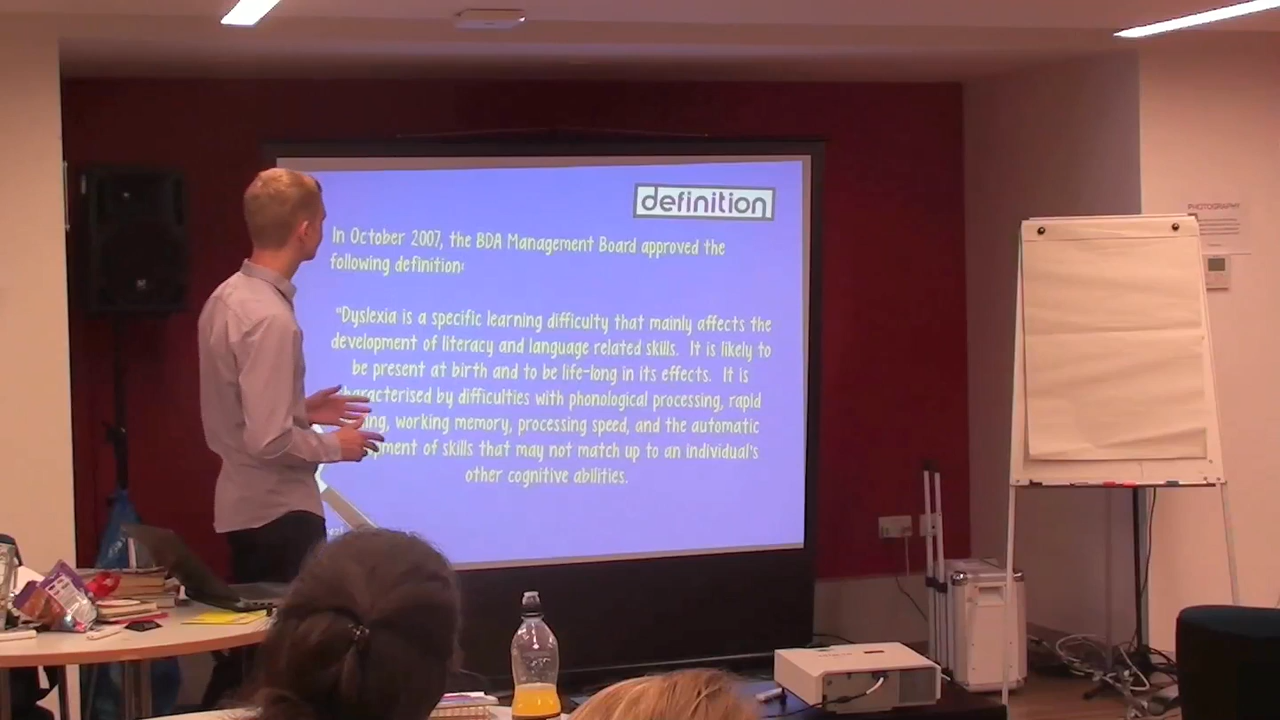 definition
In October 2007, the BDA Management Board approved the
following definition:
"Dyslexia is a specific learning difficulty that mainly affects the
development of literacy and language related skills. It is likely to
be present at birth and to be life-long in its effects. It is
characterised by difficulties with phonological processing, rapid
working memory, processing speed, and the automatic
of skills that may not match up to an individual's
other cognitive abilities.
PHOTOGRAPHY